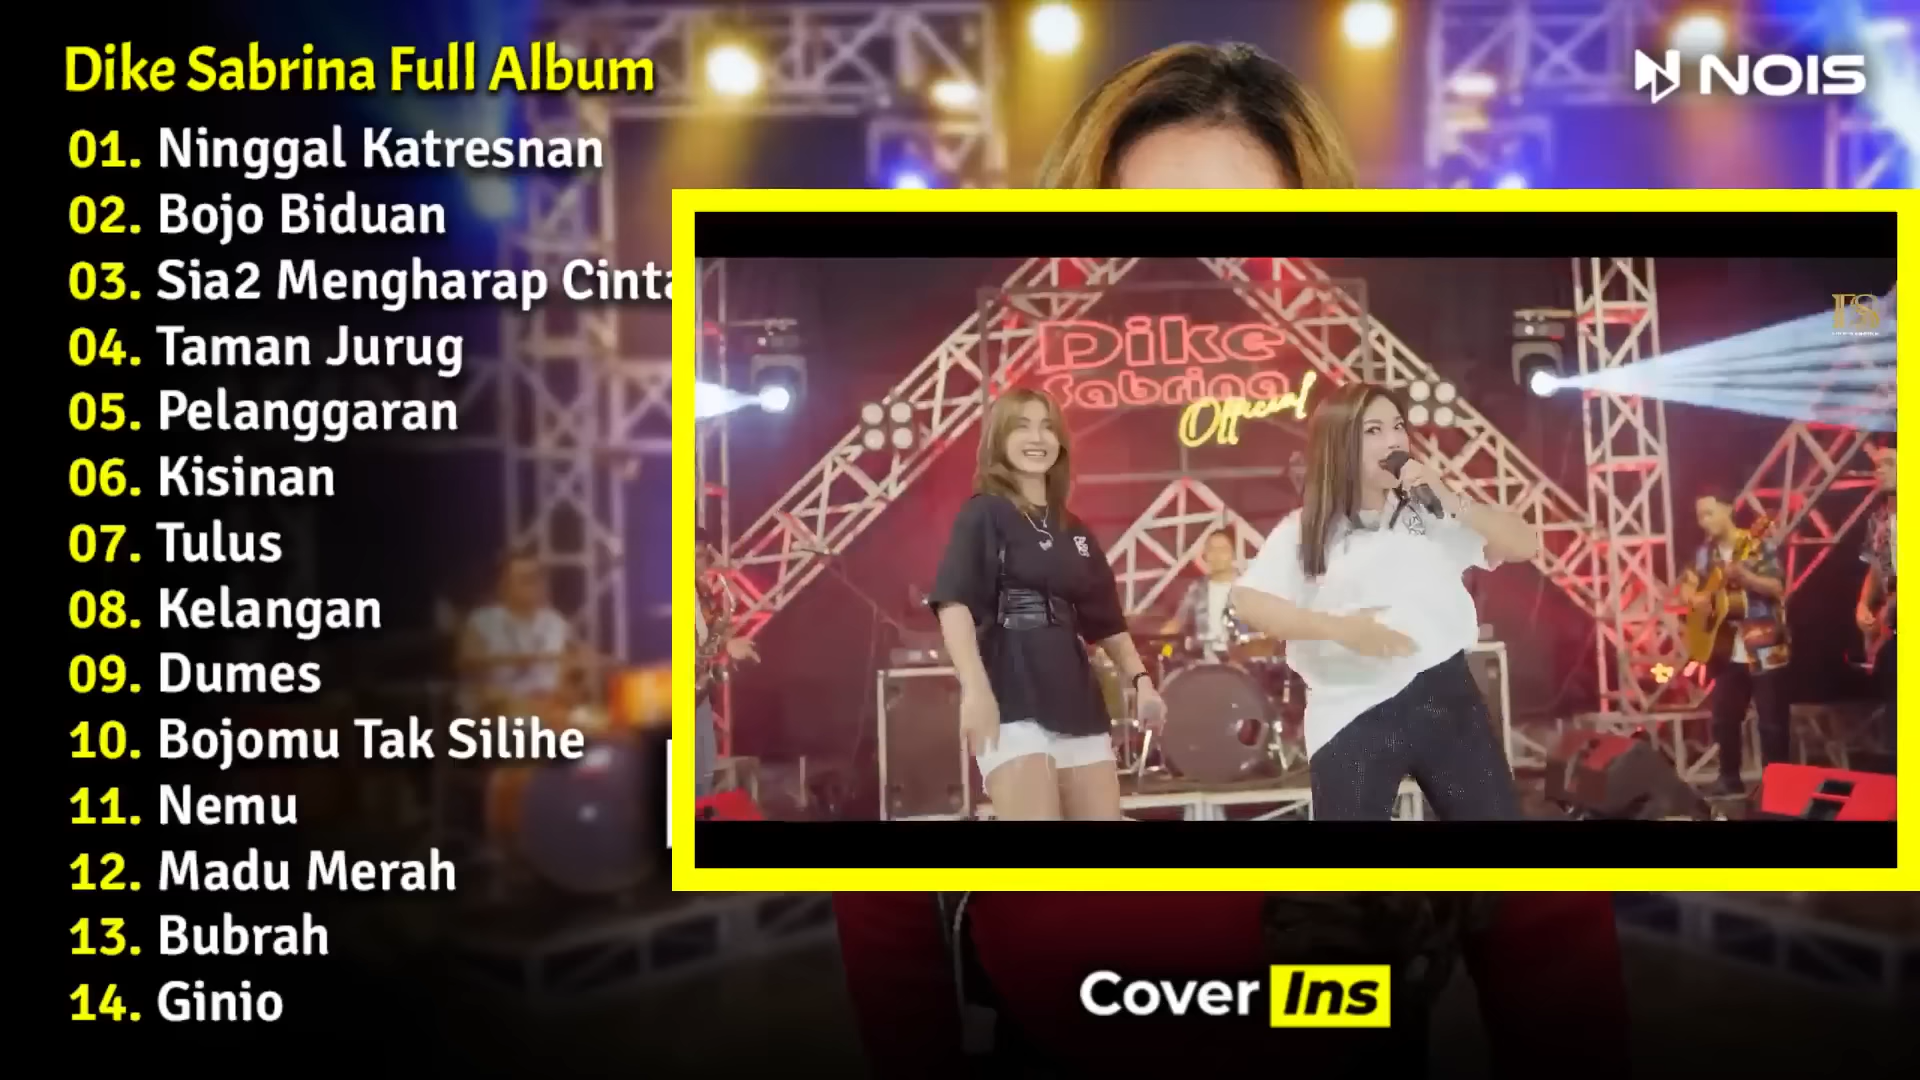 Dike Sabrina Full Album
01. Ninggal Katresnan
02. Bojo Biduan
03. Sia2 Mengharap Cinta
04. Taman Jurug
05. Pelanggaran
06. Kisinan
07. Tulus
08. Kelangan
09. Dumes
10. Bojomu Tak Silihe
11. Nemu
12. Madu Merah
13. Bubrah
14. Ginio
NOIS
Dike
Sabrina
Official
Cover Ins